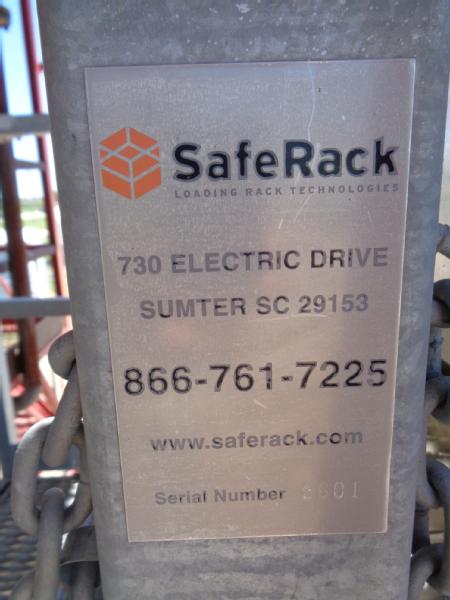 SafeRack
LOADING RACK TECHNOLOGIES
730 ELECTRIC DRIVE
SUMTER SC 29153
866-761-7225
www.saferack.com
Serial Number